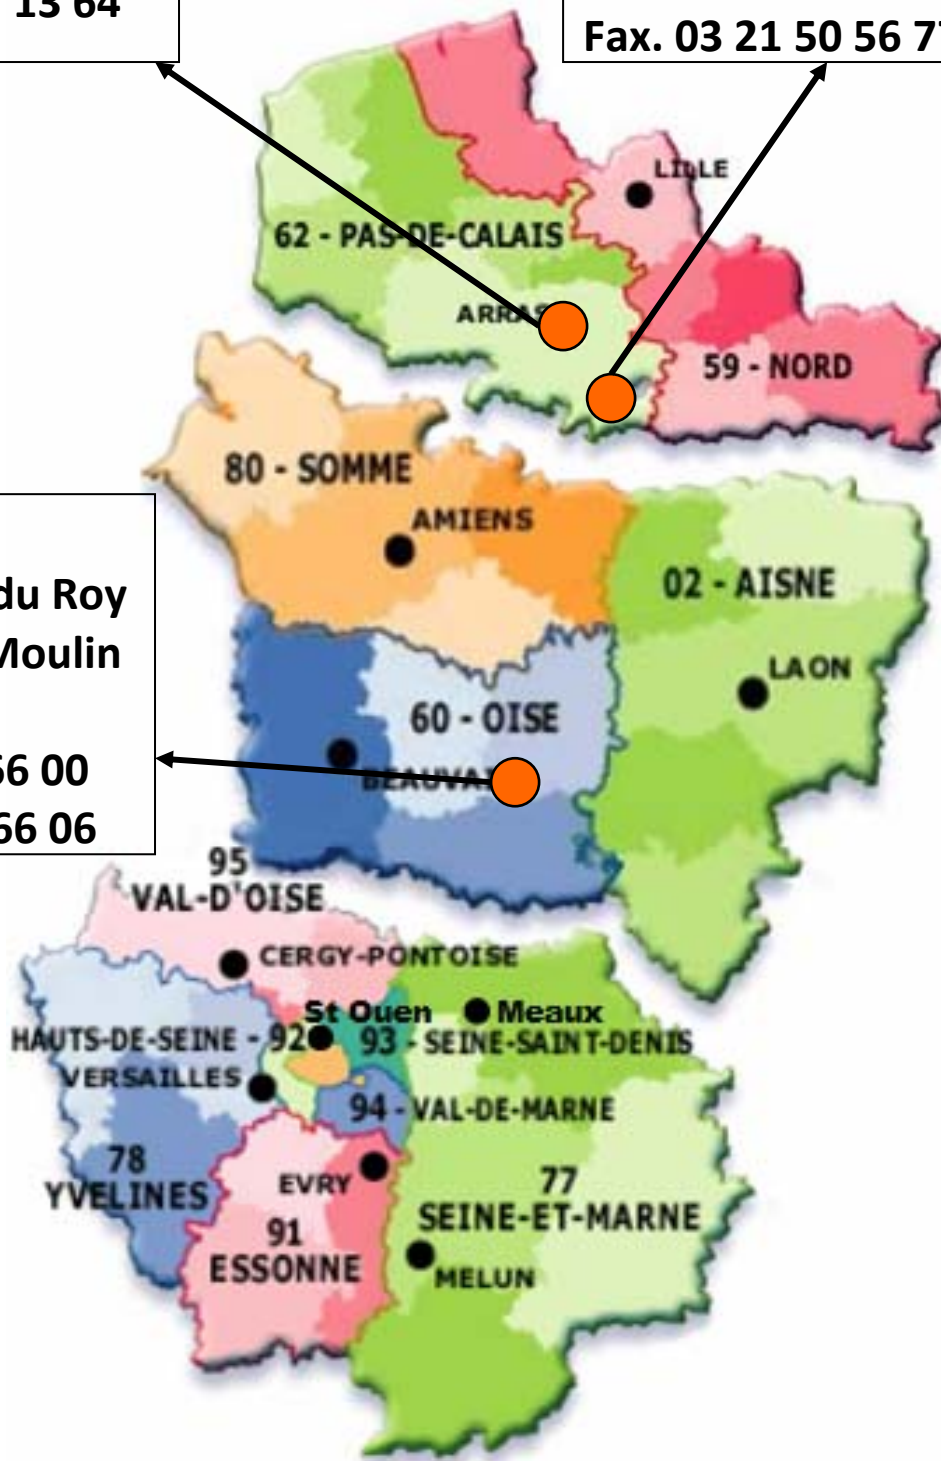 13 64
Fax. 03 21 50 56 7
LILLE
62 - PAS-DE-CALAIS
ARRAS
59 - NORD
80 - SOMME
AMIENS
du Roy
Moulin
66 00
66 06
02 - AISNE
LAON
60 - OISE
BEAUVAI
95
VAL-D'OISE
CERGY-PONTOISE
St Ouen
Meaux
HAUTS-DE-SEINE - 92
93 - SEINE-SAINT-DENIS
VERSAILLES
94 - VAL-DE-MARNE
78
YVELINES
EVRY
77
SEINE-ET-MARNE
91
ESSONNE
MELUN